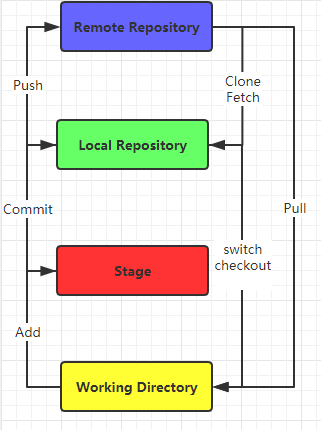 Remote Repository
Push
Clone
Fetch
Local Repository
Commit
Pull
switch
checkout
Stage
Add
Working Directory